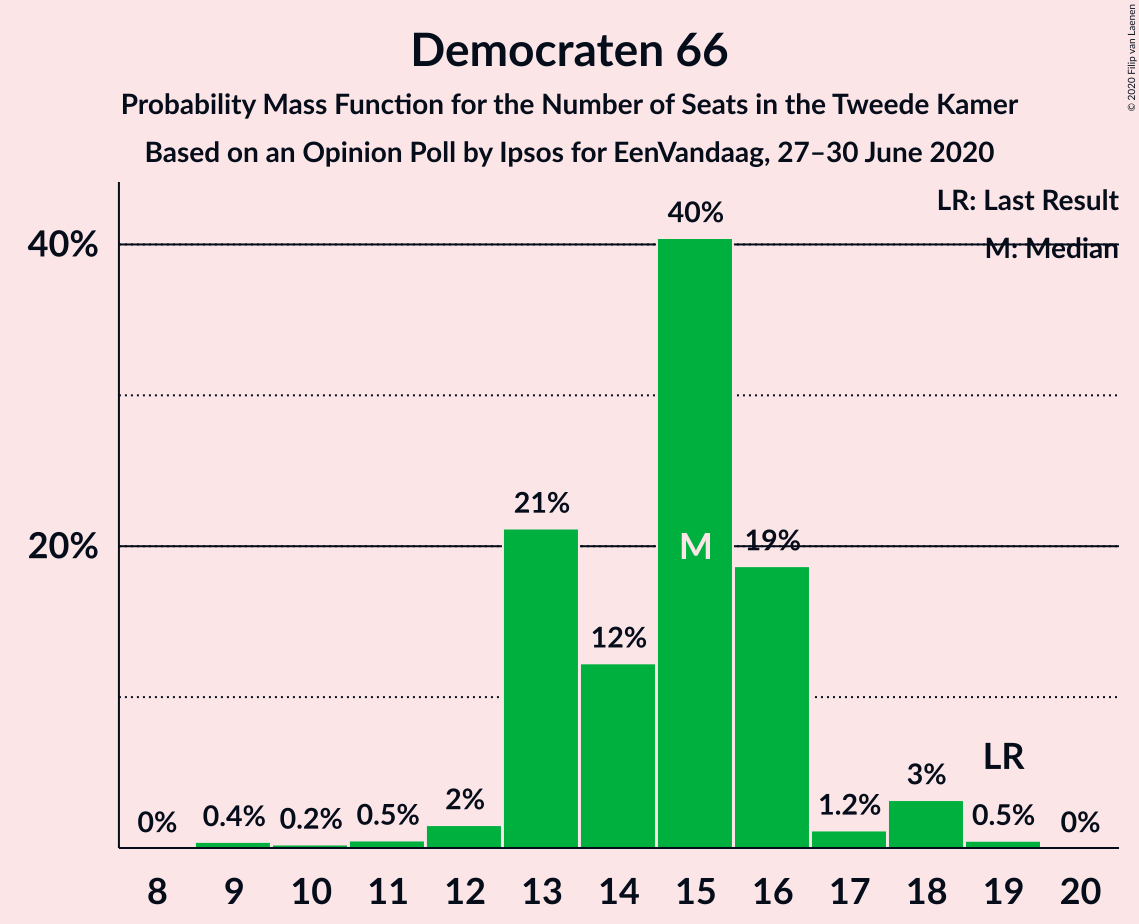 Democraten 66
Probability Mass Function for the Number of Seats in the Tweede Kamer
Based on an Opinion Poll by Ipsos for EenVandaag, 27–30 June 2020
© 2020 Filip van Laenen
LR: Last Result
M: Median
40%
20%
0%
0.4%
0.2%
0.5%
2%
21%
12%
40%
M
19%
1.2%
3%
LR
0.5%
0%
8 9 10 11 12 13 14 15 16 17 18 19 20